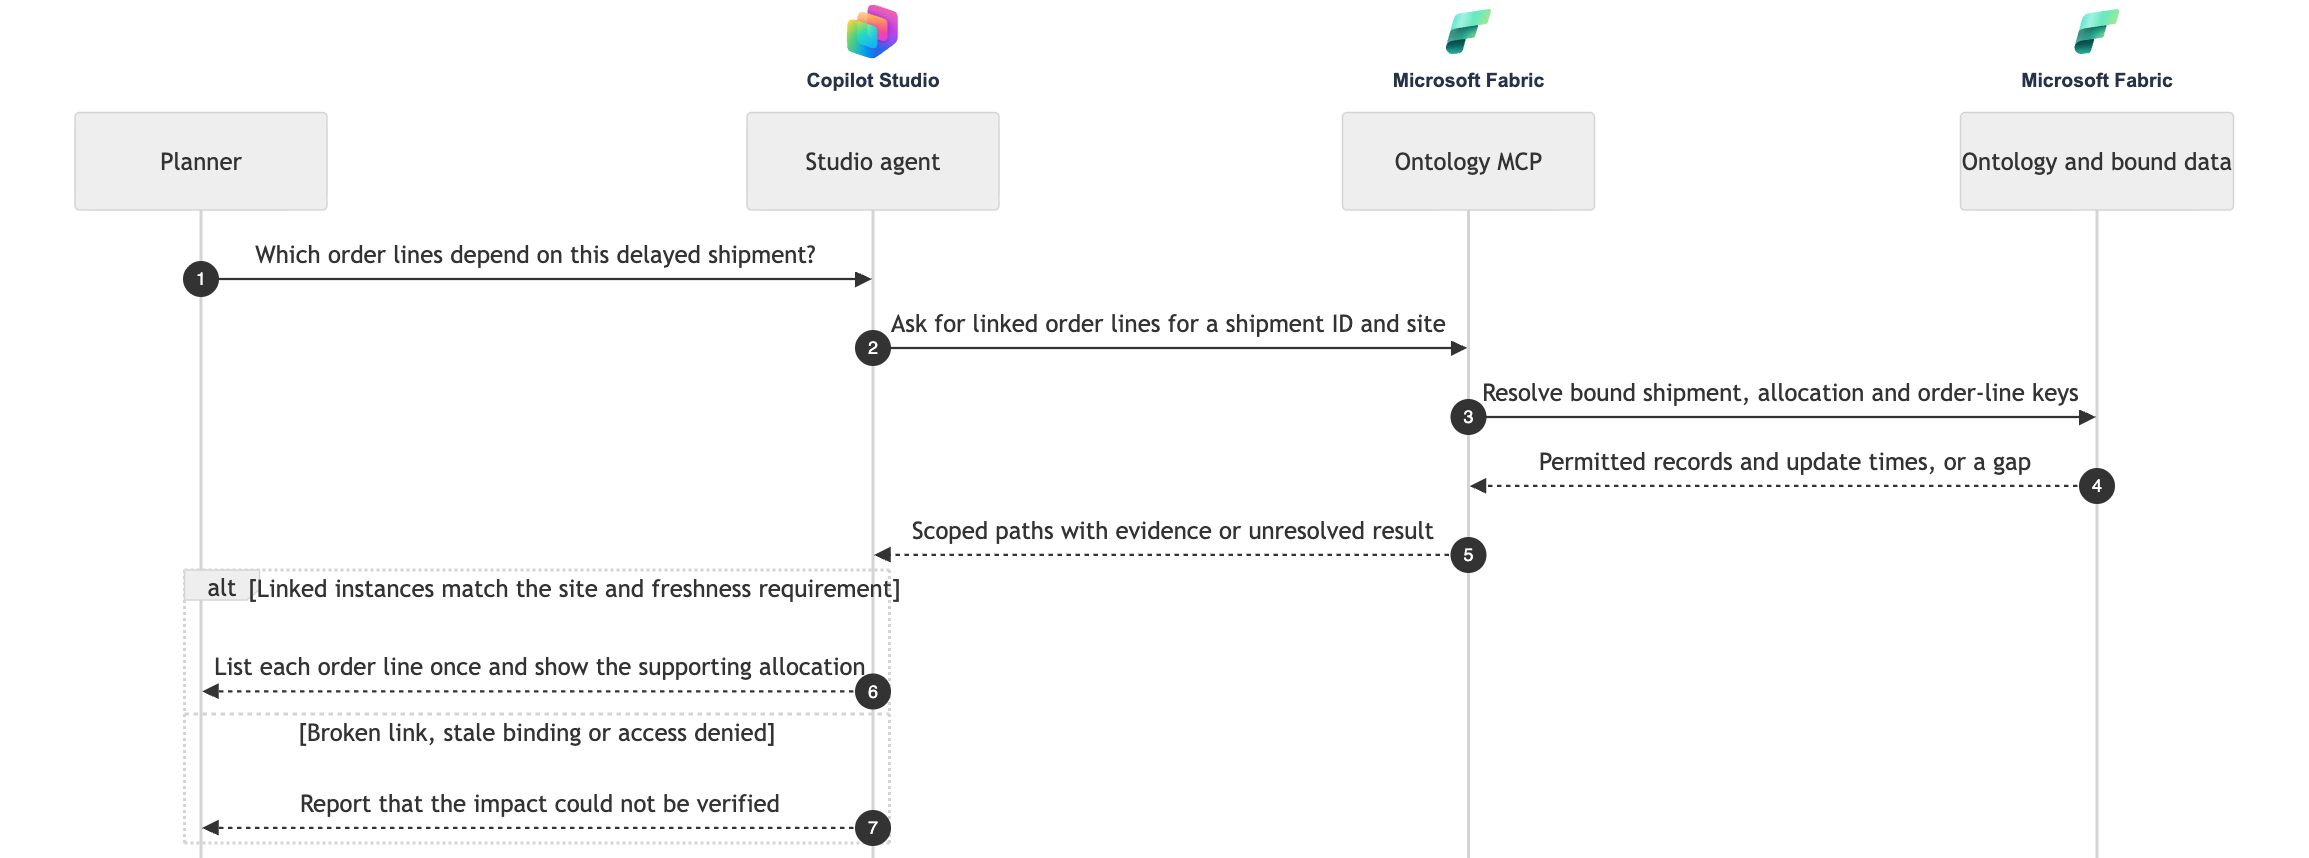 Copilot Studio
Microsoft Fabric
Microsoft Fabric
Planner
Studio agent
Ontology MCP
Ontology and bound data
Which order lines depend on this delayed shipment?
1
Ask for linked order lines for a shipment ID and site
2
Resolve bound shipment, allocation and order-line keys
3
Permitted records and update times, or a gap
4
Scoped paths with evidence or unresolved result
5
alt [Linked instances match the site and freshness requirement]
List each order line once and show the supporting allocation
6
[Broken link, stale binding or access denied]
Report that the impact could not be verified
7